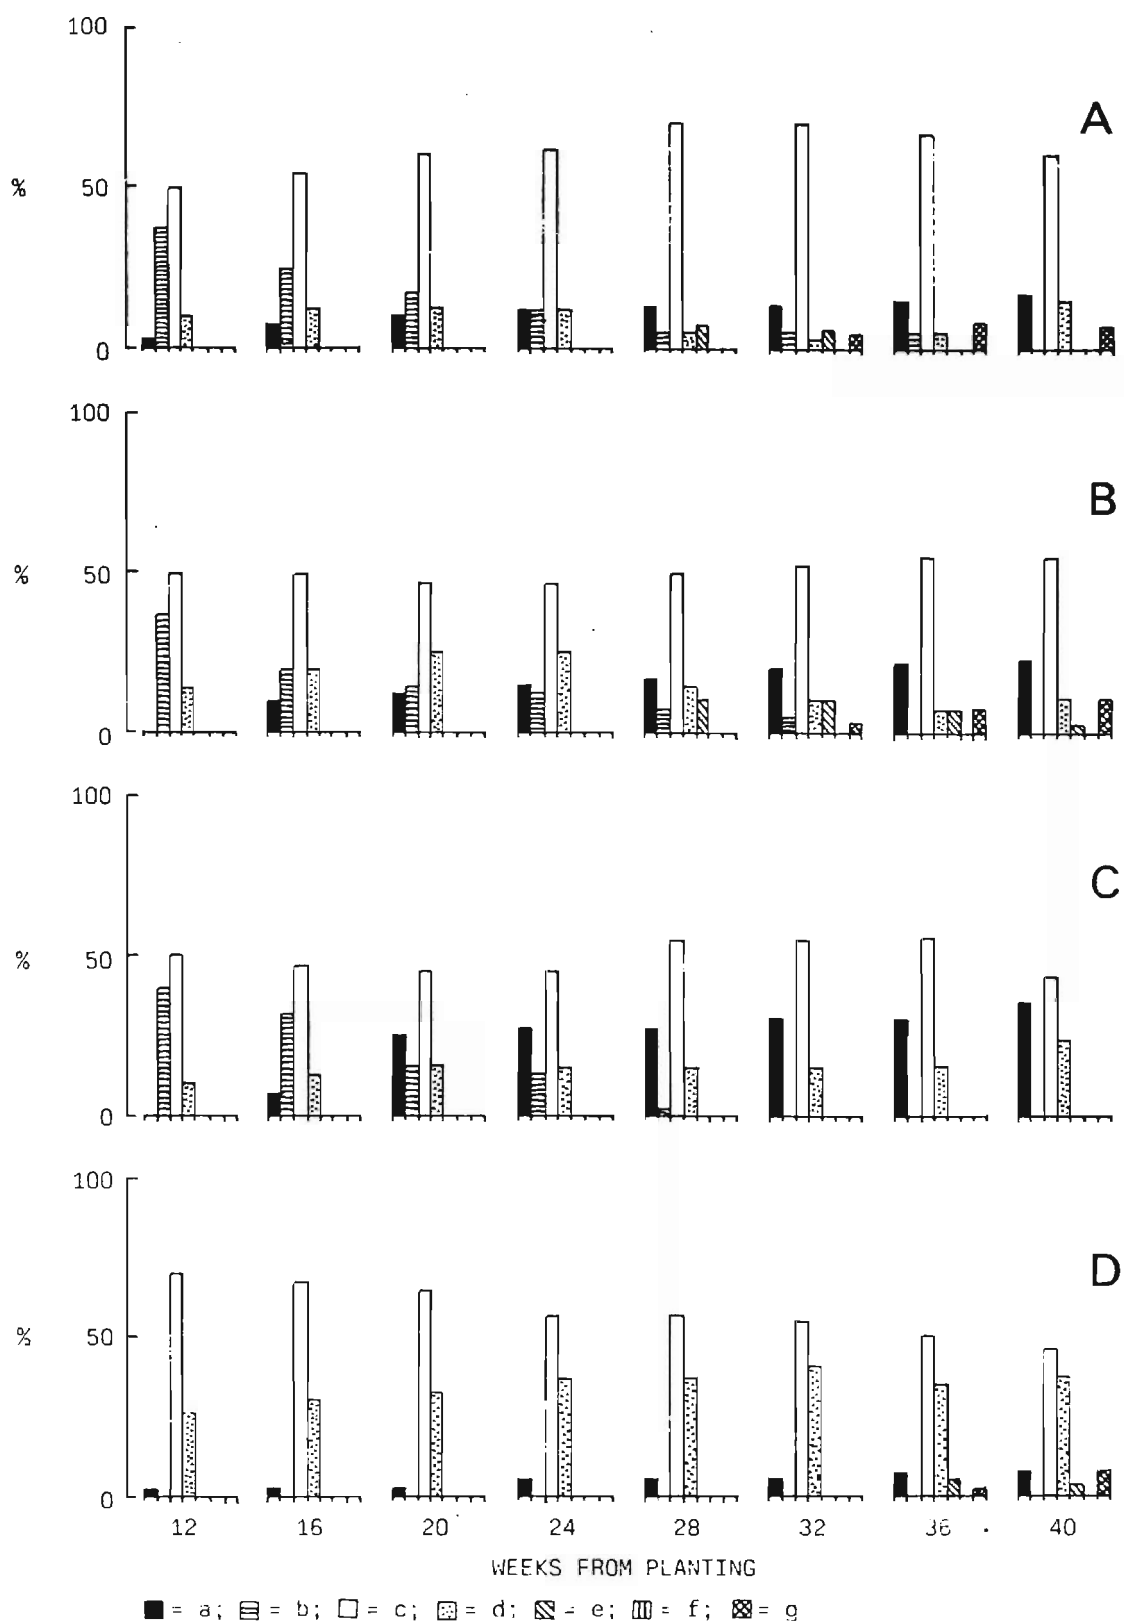 100
A
% 50
0
100
B
% 50
0
100
C
% 50
0
100
D
% 50
0
12 16 20 24 28 32 36 40
WEEKS FROM PLANTING
= a; = b; = c; = d; = e; = f; = g